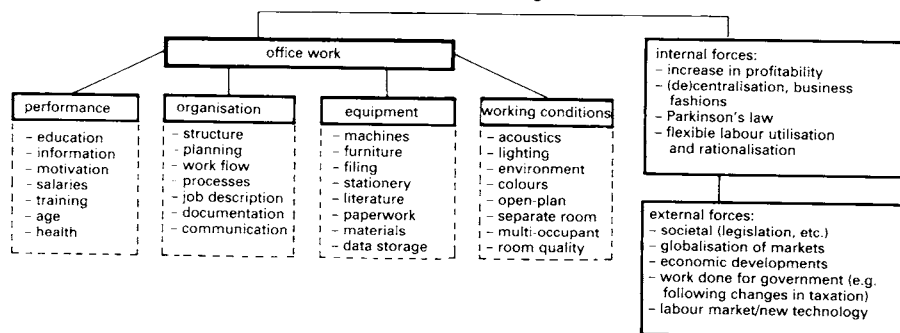 office work
performance
– education
– information
– motivation
– salaries
– training
– age
– health
organisation
– structure
– planning
– work flow
– processes
– job description
– documentation
– communication
equipment
– machines
– furniture
– filing
– stationery
– literature
– paperwork
– materials
– data storage
working conditions
– acoustics
– lighting
– environment
– colours
– open-plan
– separate room
– multi-occupant
– room quality
internal forces:
– increase in profitability
– (de)centralisation, business
fashions
– Parkinson's law
– flexible labour utilisation
and rationalisation
external forces:
– societal (legislation, etc.)
– globalisation of markets
– economic developments
– work done for government (e.g.
following changes in taxation)
– labour market/new technology